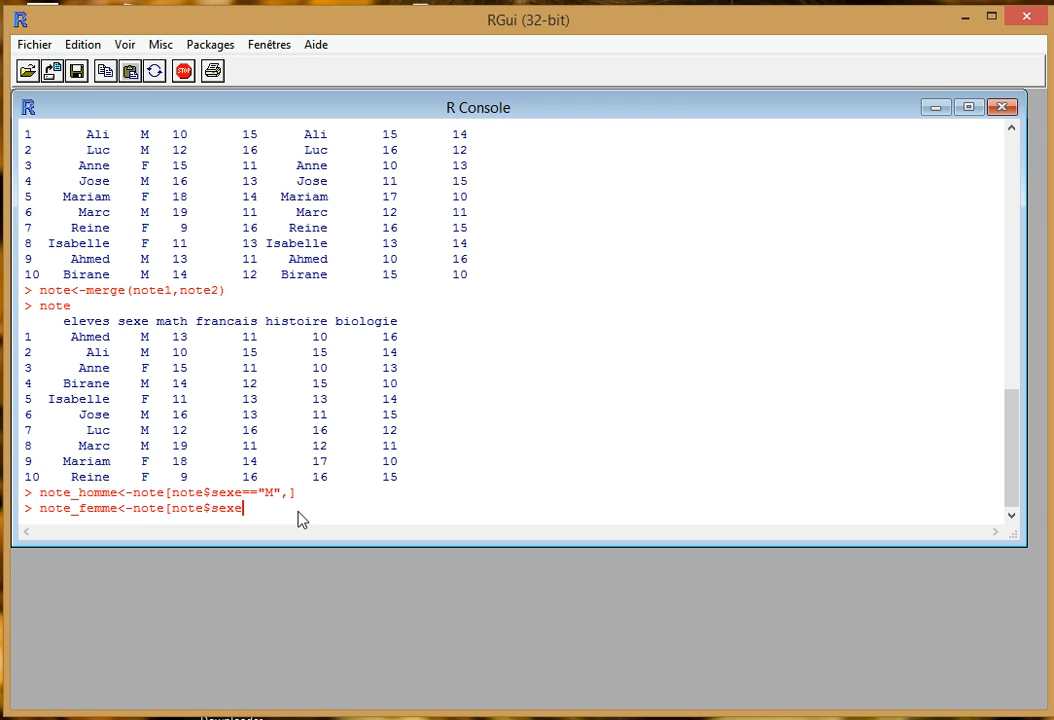 RGui (32-bit)
Fichier Edition Voir Misc Packages Fenêtres Aide
STOP
R Console
1 Ali M 10 15 Ali 15 14
2 Luc M 12 16 Luc 16 12
3 Anne F 15 11 Anne 10 13
4 Jose M 16 13 Jose 11 15
5 Mariam F 18 14 Mariam 17 10
6 Marc M 19 11 Marc 12 11
7 Reine F 9 16 Reine 16 15
8 Isabelle F 11 13 Isabelle 13 14
9 Ahmed M 13 11 Ahmed 10 16
10 Birane M 14 12 Birane 15 10
> note<-merge(note1,note2)
> note
eleves sexe math francais histoire biologie
1 Ahmed M 13 11 10 16
2 Ali M 10 15 15 14
3 Anne F 15 11 10 13
4 Birane M 14 12 15 10
5 Isabelle F 11 13 13 14
6 Jose M 16 13 11 15
7 Luc M 12 16 16 12
8 Marc M 19 11 12 11
9 Mariam F 18 14 17 10
10 Reine F 9 16 16 15
> note_homme<-note[note$sexe=="M",]
> note_femme<-note[note$sexe